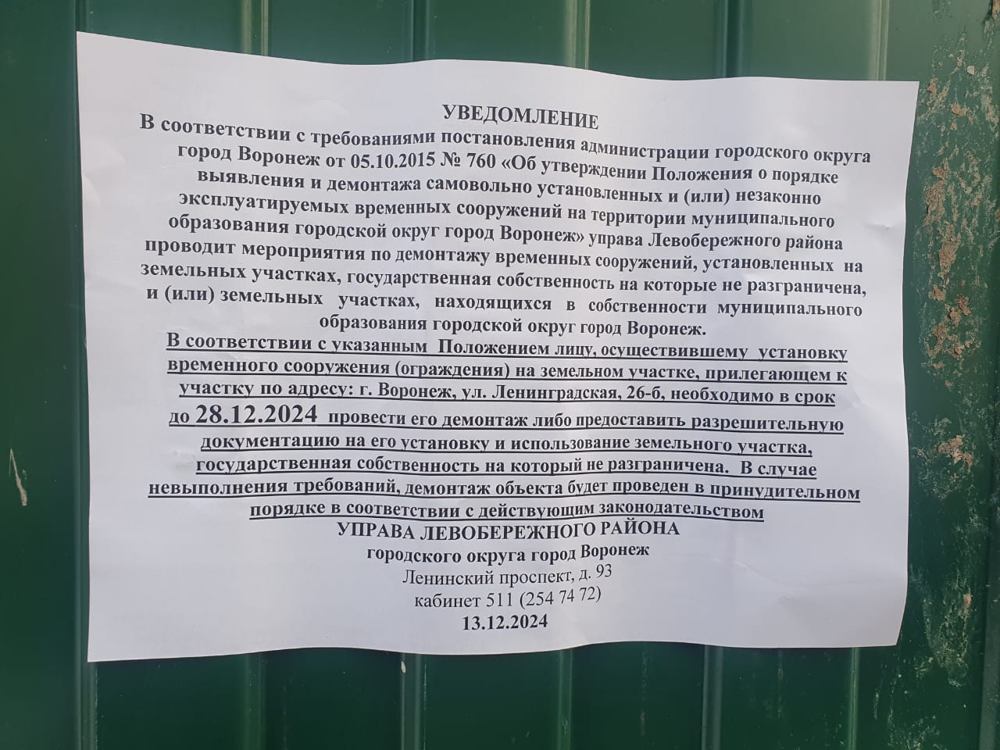 УВЕДОМЛЕНИЕ
В соответствии с требованиями постановления администрации городского округа
город Воронеж от 05.10.2015 № 760 «Об утверждении Положения о порядке
выявления и демонтажа самовольно установленных и (или) незаконно
эксплуатируемых временных сооружений на территории муниципального
образования городской округ город Воронеж» управа Левобережного района
проводит мероприятия по демонтажу временных сооружений, установленных на
земельных участках, государственная собственность на которые не разграничена,
и (или) земельных участках, находящихся в собственности муниципального
образования городской округ город Воронеж.
В соответствии с указанным Положением лицу, осуществившему установку
временного сооружения (ограждения) на земельном участке, прилегающем к
участку по адресу: г. Воронеж, ул. Ленинградская, 26-б, необходимо в срок
до 28.12.2024 провести его демонтаж либо предоставить разрешительную
документацию на его установку и использование земельного участка,
государственная собственность на который не разграничена. В случае
невыполнения требований, демонтаж объекта будет проведен в принудительном
порядке в соответствии с действующим законодательством
УПРАВА ЛЕВОБЕРЕЖНОГО РАЙОНА
городского округа город Воронеж
Ленинский проспект, д. 93
кабинет 511 (254 74 72)
13.12.2024